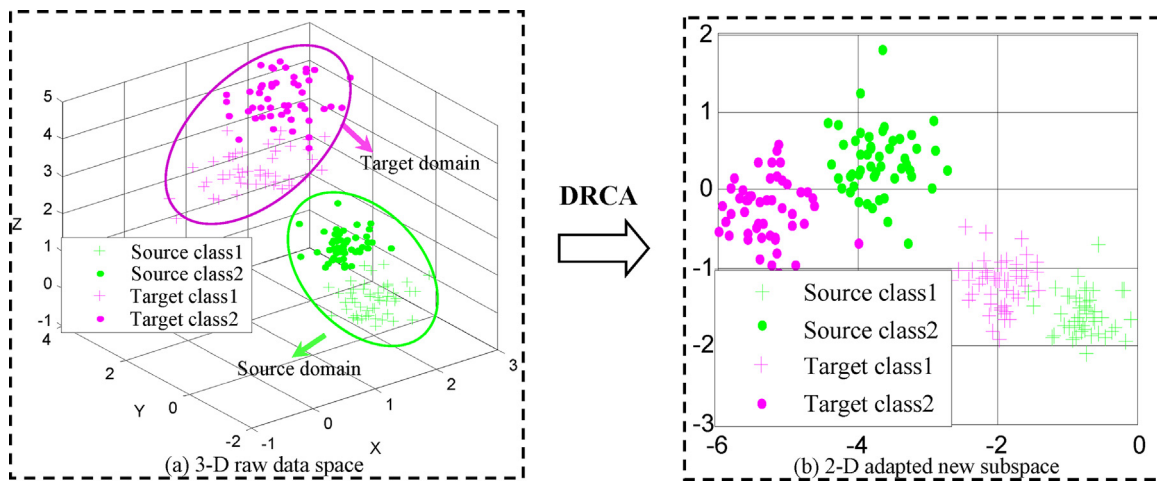 5
4
3
2
1
0
-1
Z
4
2
0
-2
Y
-1
0
1
2
3
X
Target domain
Source class1
Source class2
Target class1
Target class2
Source domain
(a) 3-D raw data space
DRCA
2
1
0
-1
-2
-3
-6
-4
-2
0
Source class1
Source class2
Target class1
Target class2
(b) 2-D adapted new subspace